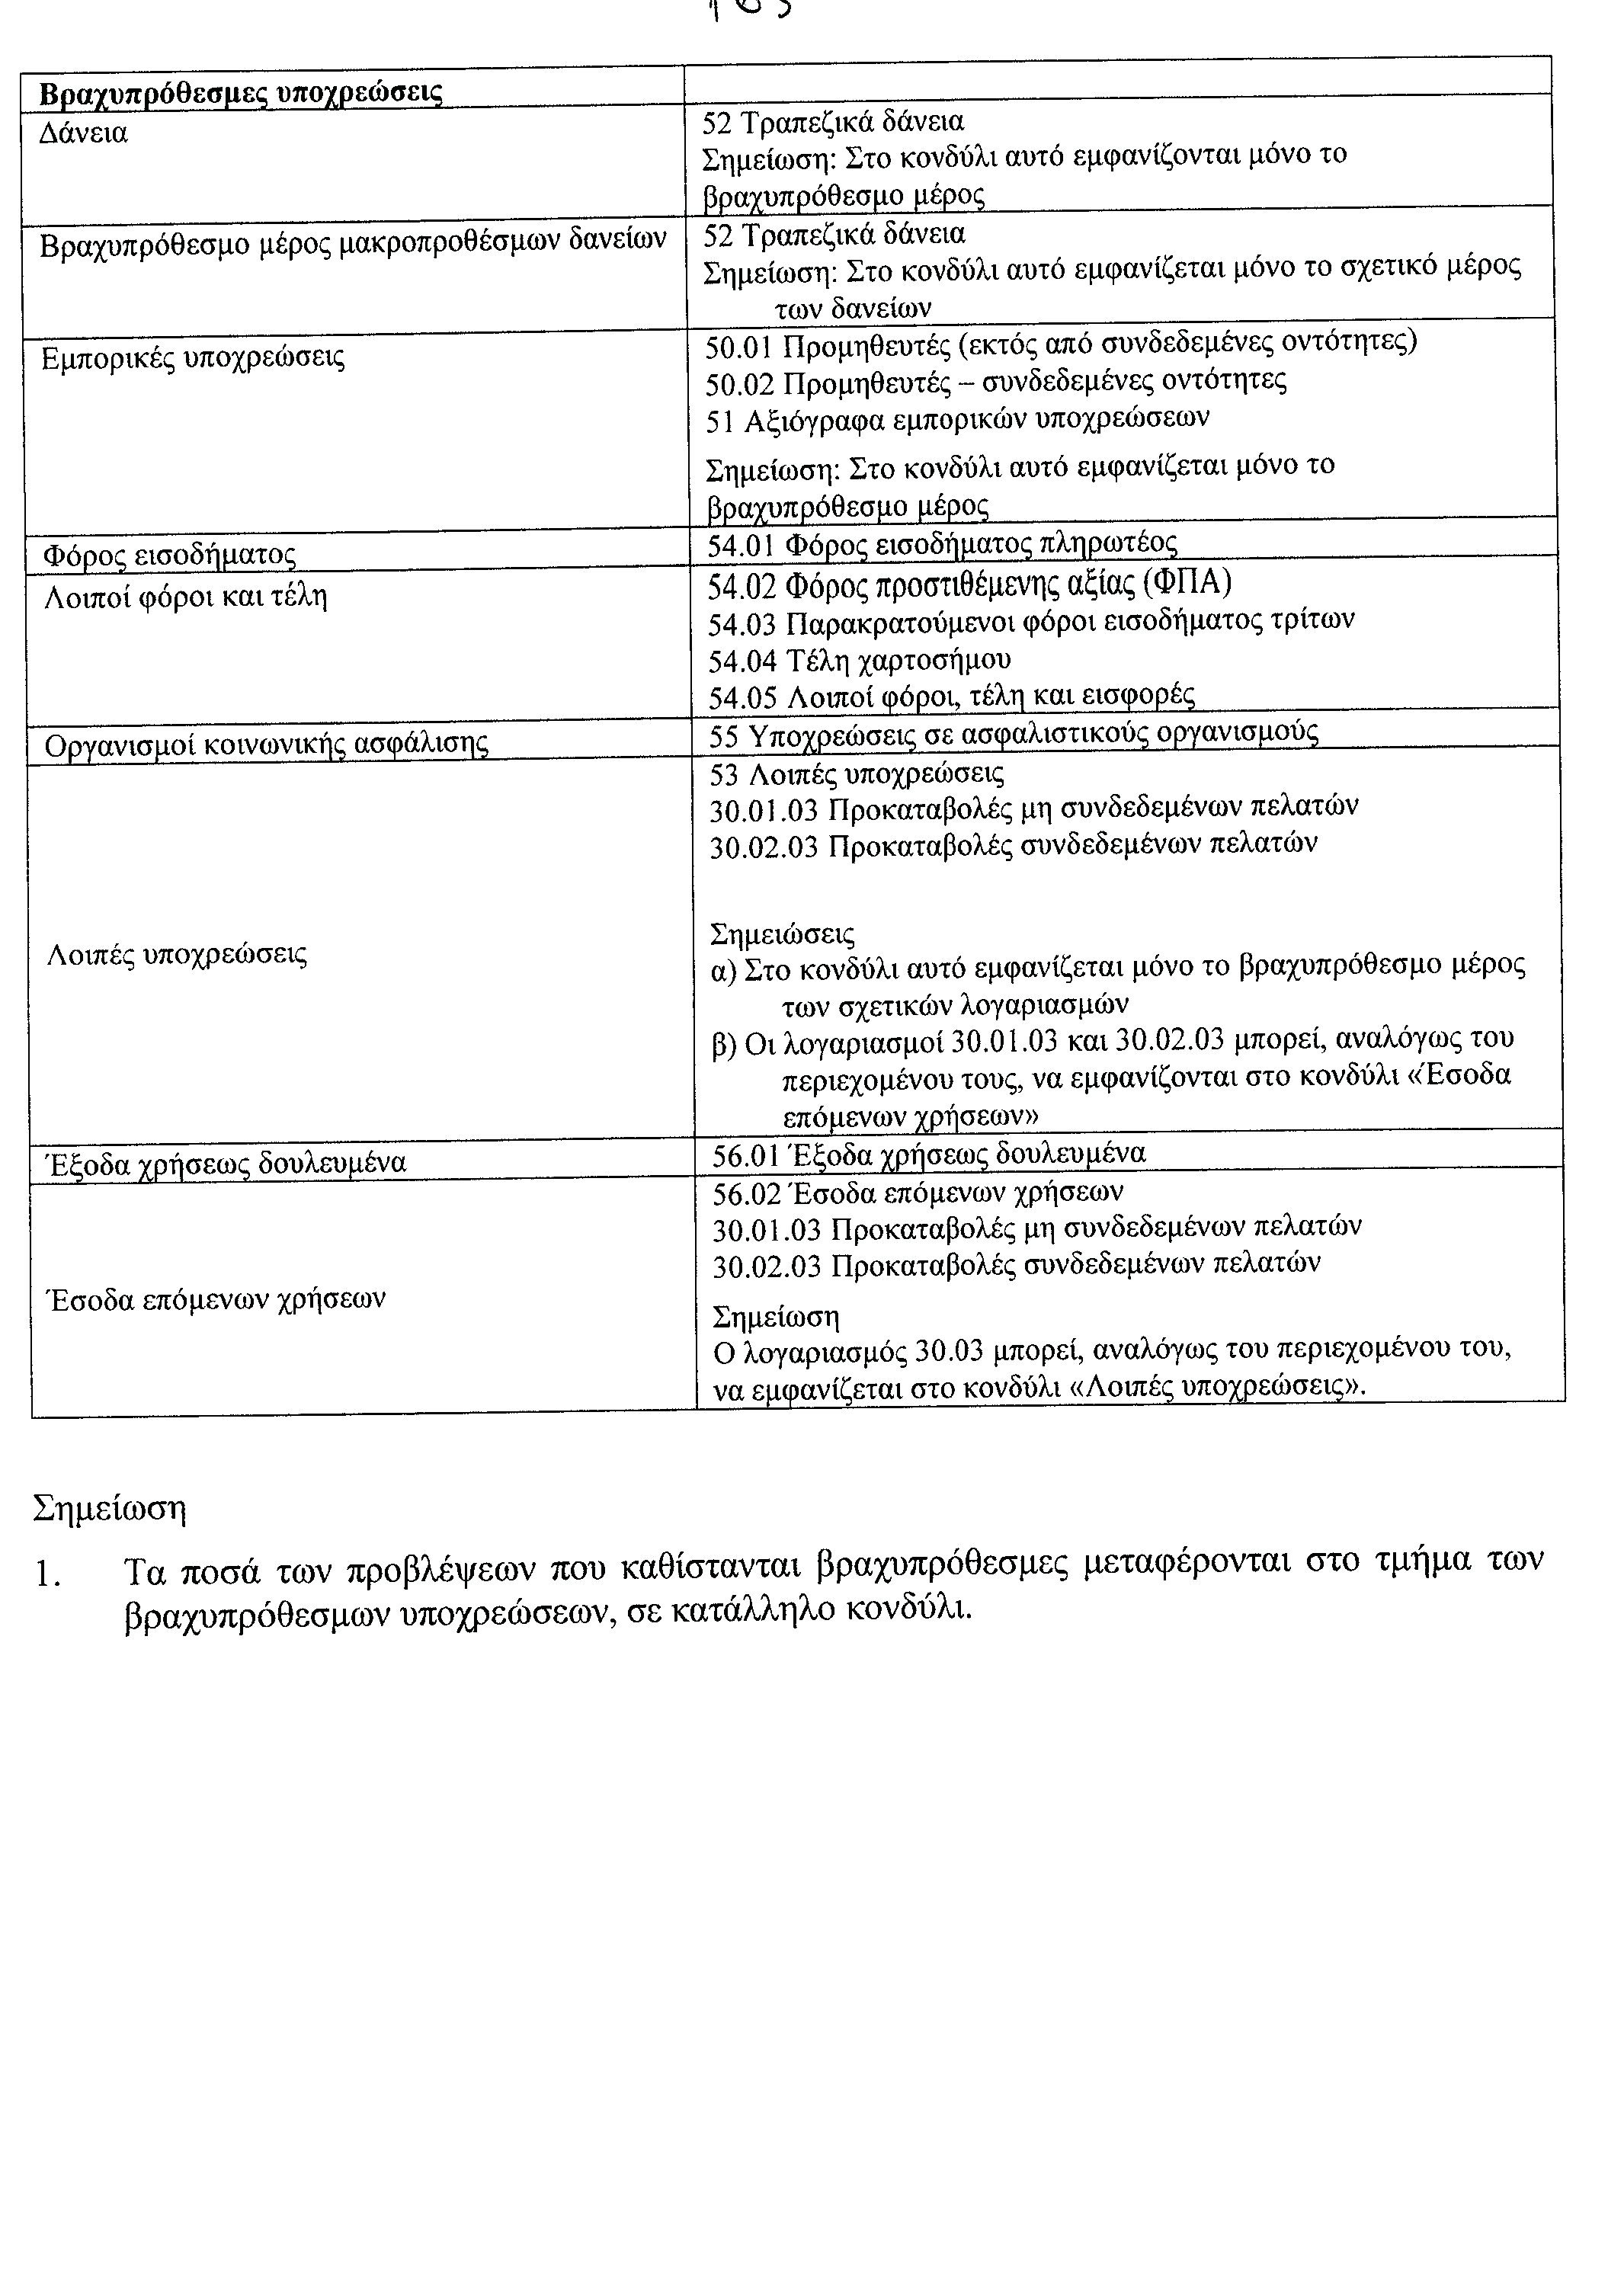 Βραχυπρόθεσμες υποχρεώσεις
Δάνεια
52 Τραπεζικά δάνεια
Σημείωση: Στο κονδύλι αυτό εμφανίζονται μόνο το
βραχυπρόθεσμο μέρος
Βραχυπρόθεσμο μέρος μακροπροθέσμων δανείων
52 Τραπεζικά δάνεια
Σημείωση: Στο κονδύλι αυτό εμφανίζεται μόνο το σχετικό μέρος
των δανείων
Εμπορικές υποχρεώσεις
50.01 Προμηθευτές (εκτός από συνδεδεμένες οντότητες)
50.02 Προμηθευτές – συνδεδεμένες οντότητες
51 Αξιόγραφα εμπορικών υποχρεώσεων
Σημείωση: Στο κονδύλι αυτό εμφανίζεται μόνο το
βραχυπρόθεσμο μέρος
Φόρος εισοδήματος
54.01 Φόρος εισοδήματος πληρωτέος
Λοιποί φόροι και τέλη
54.02 Φόρος προστιθέμενης αξίας (ΦΠΑ)
54.03 Παρακρατούμενοι φόροι εισοδήματος τρίτων
54.04 Τέλη χαρτοσήμου
54.05 Λοιποί φόροι, τέλη και εισφορές
Οργανισμοί κοινωνικής ασφάλισης
55 Υποχρεώσεις σε ασφαλιστικούς οργανισμούς
Λοιπές υποχρεώσεις
53 Λοιπές υποχρεώσεις
30.01.03 Προκαταβολές μη συνδεδεμένων πελατών
30.02.03 Προκαταβολές συνδεδεμένων πελατών
Σημειώσεις
α) Στο κονδύλι αυτό εμφανίζεται μόνο το βραχυπρόθεσμο μέρος
των σχετικών λογαριασμών
β) Οι λογαριασμοί 30.01.03 και 30.02.03 μπορεί, αναλόγως του
περιεχομένου τους, να εμφανίζονται στο κονδύλι «Έσοδα
επόμενων χρήσεων»
Έξοδα χρήσεως δουλευμένα
56.01 Έξοδα χρήσεως δουλευμένα
Έσοδα επόμενων χρήσεων
56.02 Έσοδα επόμενων χρήσεων
30.01.03 Προκαταβολές μη συνδεδεμένων πελατών
30.02.03 Προκαταβολές συνδεδεμένων πελατών
Σημείωση
Ο λογαριασμός 30.03 μπορεί, αναλόγως του περιεχομένου του,
να εμφανίζεται στο κονδύλι «Λοιπές υποχρεώσεις».
Σημείωση
1. Τα ποσά των προβλέψεων που καθίστανται βραχυπρόθεσμες μεταφέρονται στο τμήμα των
βραχυπρόθεσμων υποχρεώσεων, σε κατάλληλο κονδύλι.